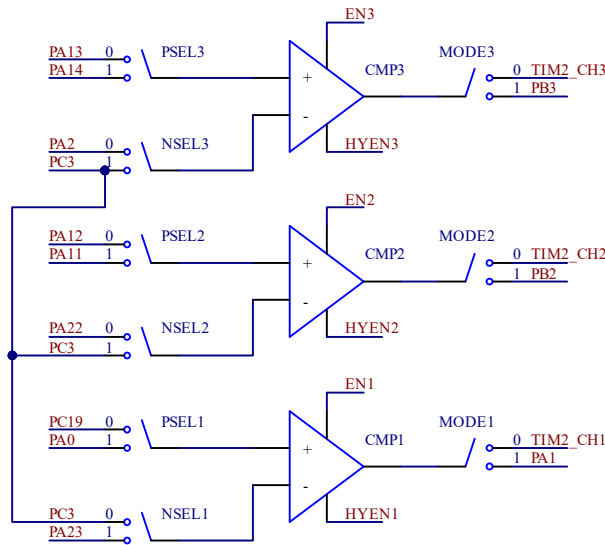 EN3
PA13 0 PSEL3 MODE3
PA14 1 CMP3 0 TIM2_CH3
+ 1 PB3
-
PA2 0 NSEL3 HYEN3
PC3 1
EN2
PA12 0 PSEL2 MODE2
PA11 1 CMP2 0 TIM2_CH2
+ 1 PB2
-
PA22 0 NSEL2 HYEN2
PC3 1
EN1
PC19 0 PSEL1 MODE1
PA0 1 CMP1 0 TIM2_CH1
+ 1 PA1
-
PC3 0 NSEL1 HYEN1
PA23 1